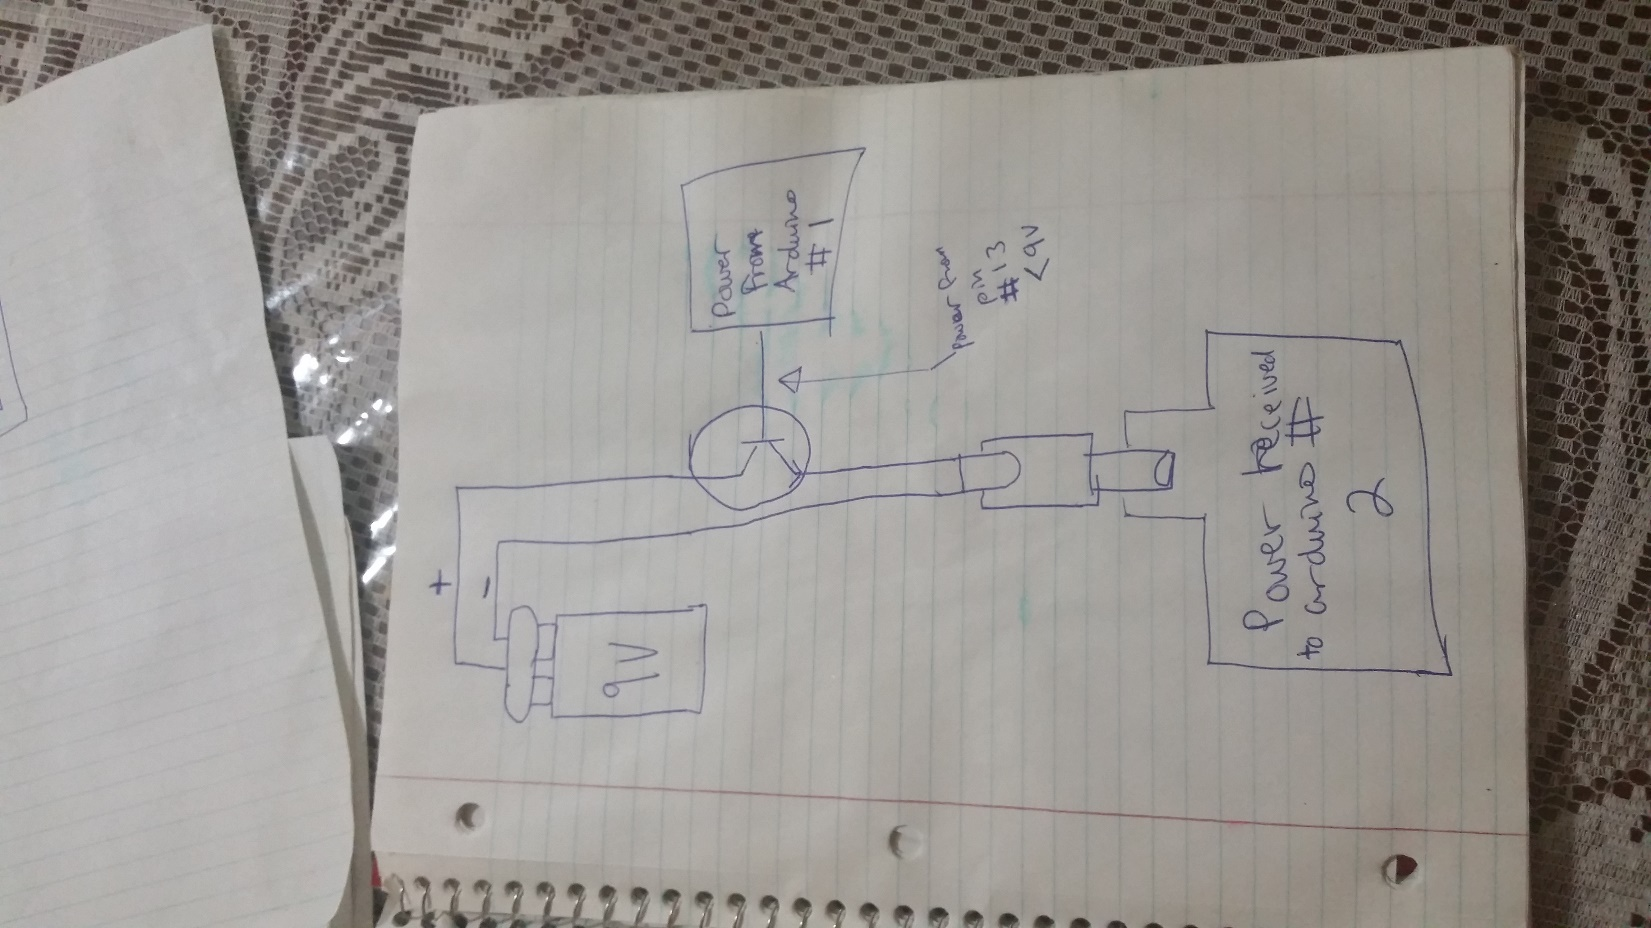 Power
From
Arduino
# 1
power from
pin
# 13
< 9V
+
-
9V
Power received
to arduino #
2